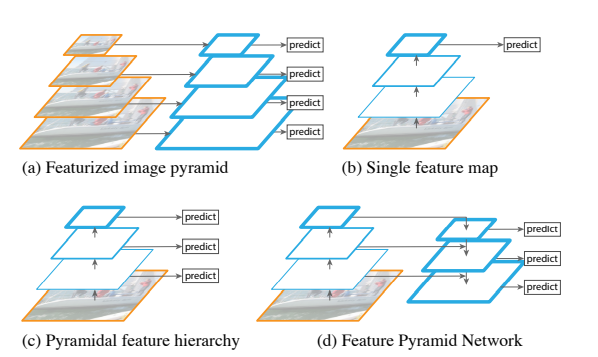 predict
predict
predict
predict
predict
(a) Featurized image pyramid
(b) Single feature map
predict
predict
predict
predict
predict
predict
(c) Pyramidal feature hierarchy
(d) Feature Pyramid Network